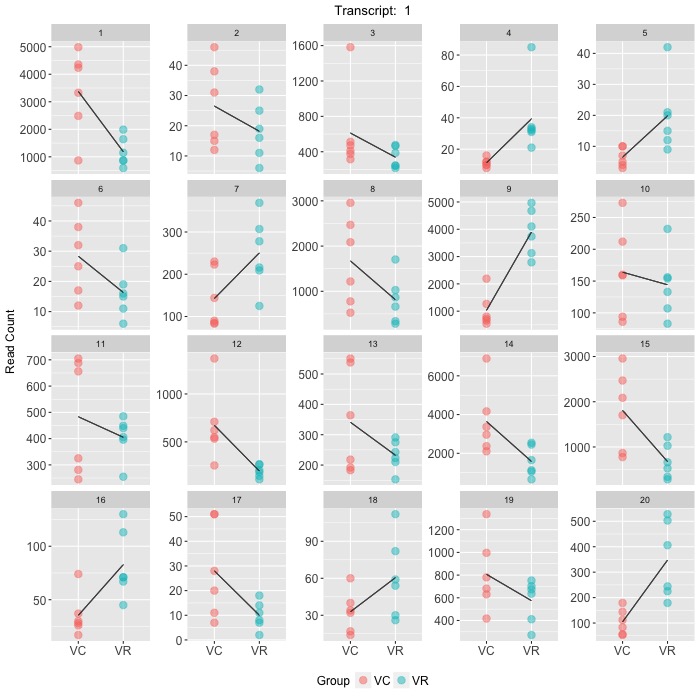 Transcript: 1
Read Count
1 2 3 4 5
5000 4000 3000 2000 1000
40 30 20 10
1600 1200 800 400
80 60 40 20
40 30 20 10
6 7 8 9 10
40 30 20 10
300 200 100
3000 2000 1000
5000 4000 3000 2000 1000
250 200 150 100
11 12 13 14 15
700 600 500 400 300
1000 500
500 400 300 200
6000 4000 2000
3000 2000 1000
16 17 18 19 20
100 50
50 40 30 20 10 0
90 60 30
1200 1000 800 600 400
500 400 300 200 100
VC VR VC VR VC VR VC VR VC VR
Group VC VR